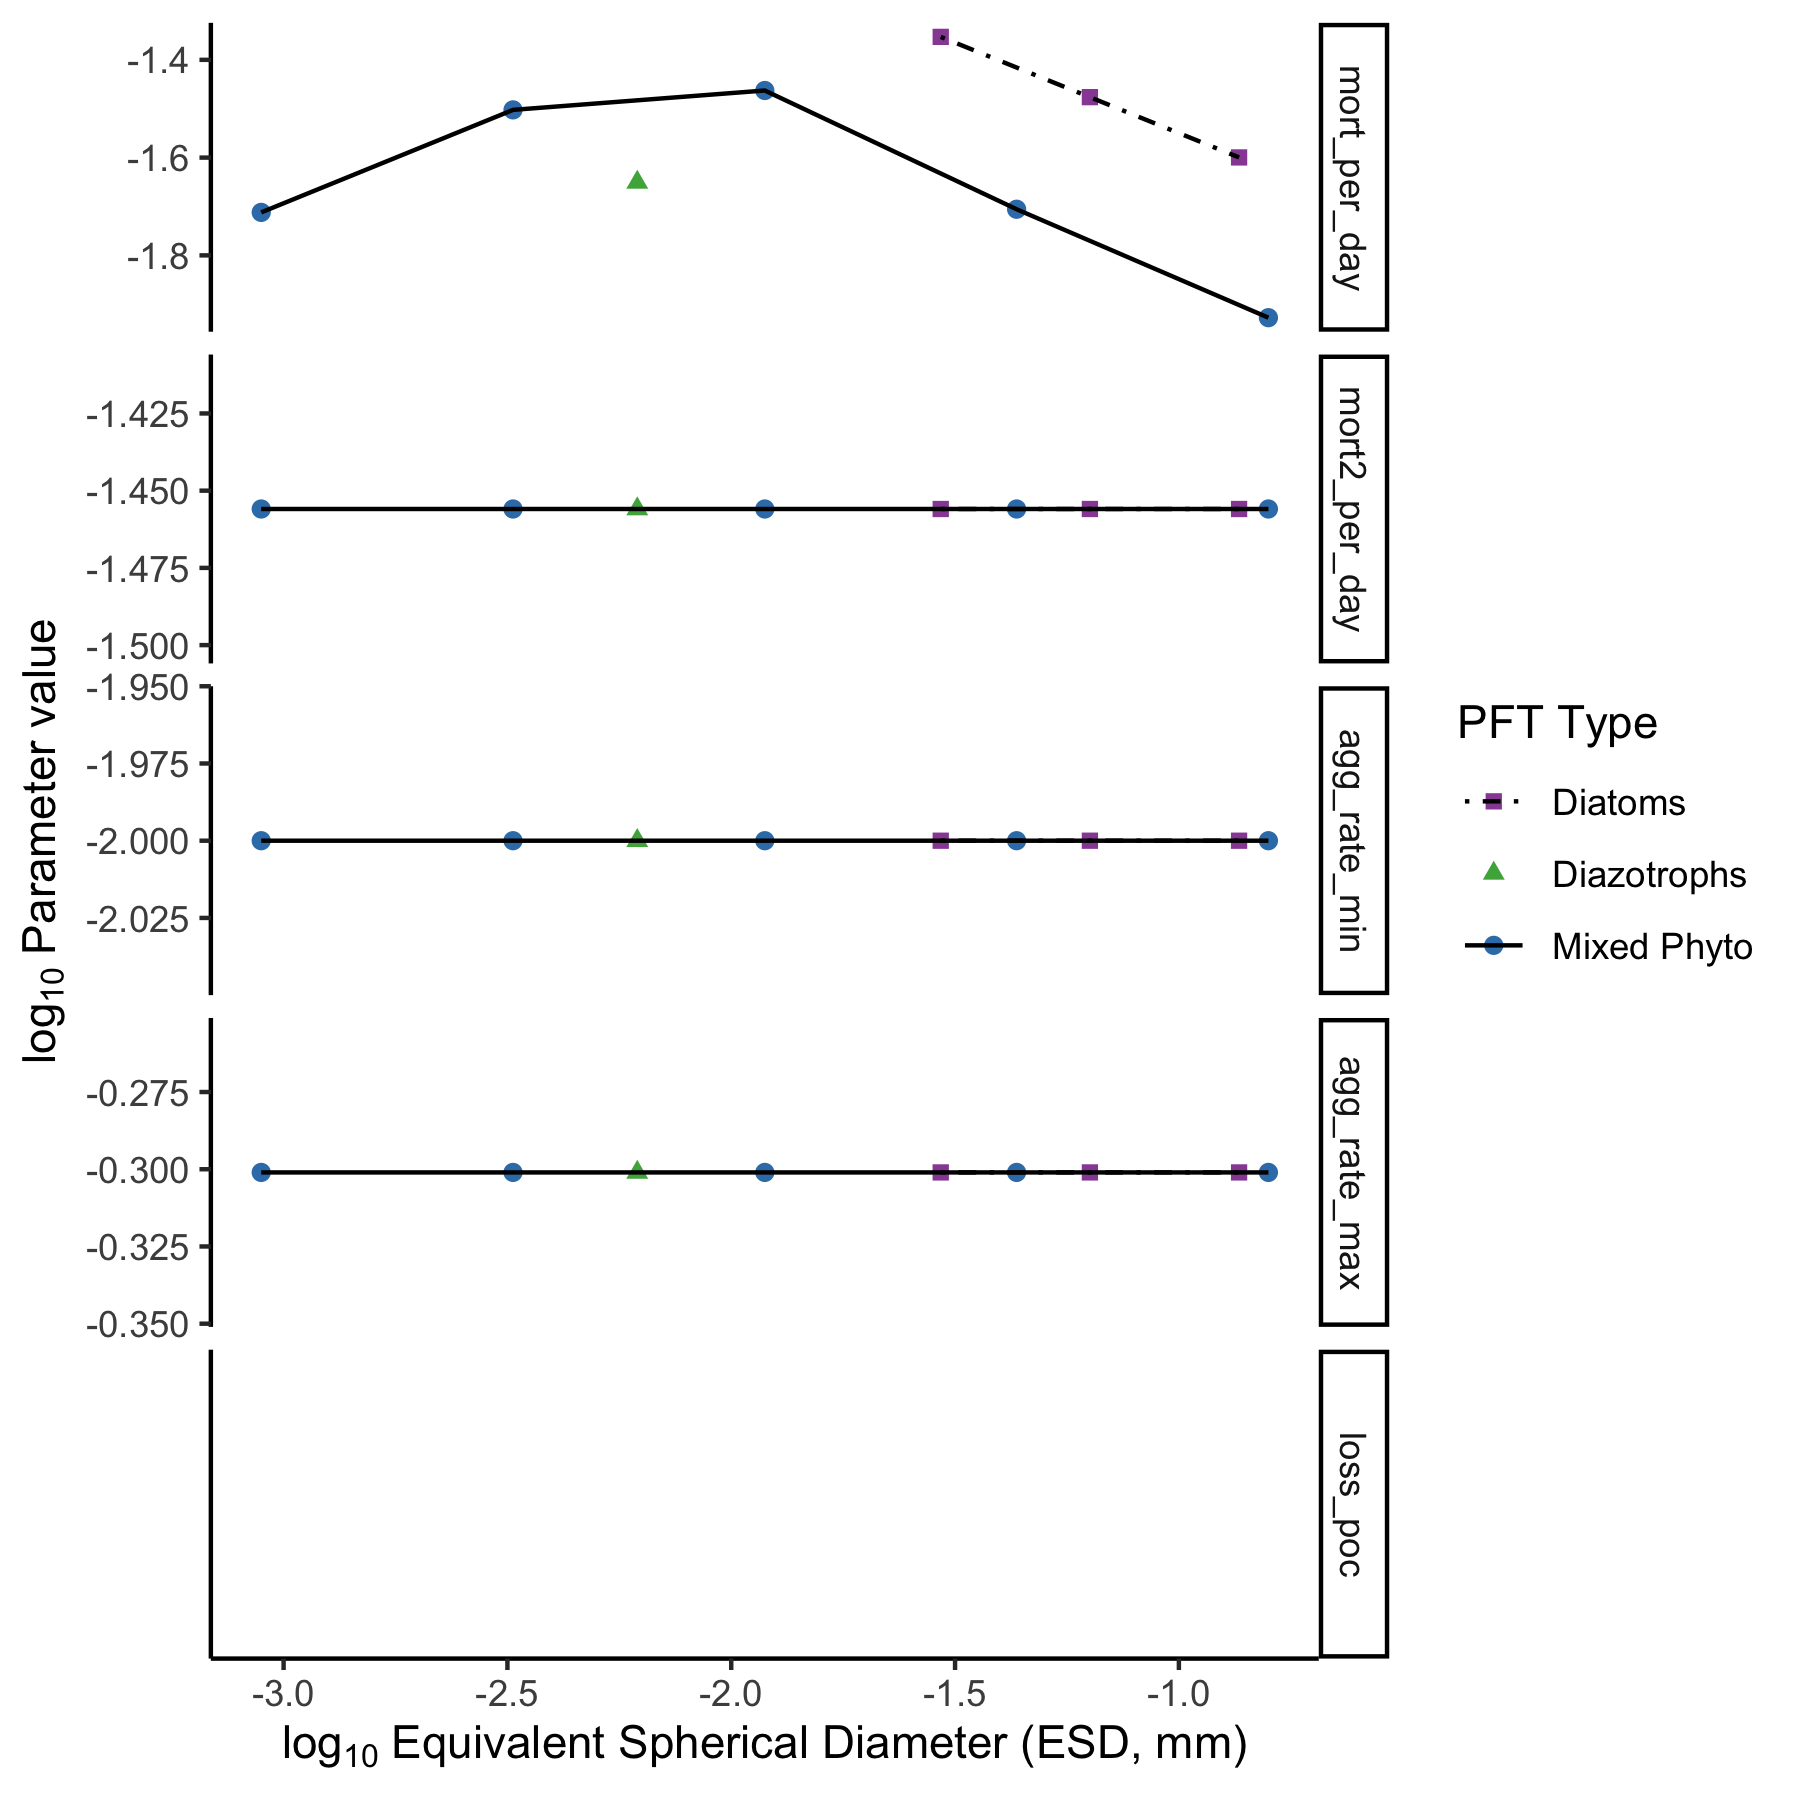 log10 Parameter value
-1.4
-1.6
-1.8
mort_per_day
-1.425
-1.450
-1.475
-1.500
mort2_per_day
-1.950
-1.975
-2.000
-2.025
agg_rate_min
-0.275
-0.300
-0.325
-0.350
agg_rate_max
loss_poc
-3.0 -2.5 -2.0 -1.5 -1.0
log10 Equivalent Spherical Diameter (ESD, mm)
PFT Type
Diatoms
Diazotrophs
Mixed Phyto